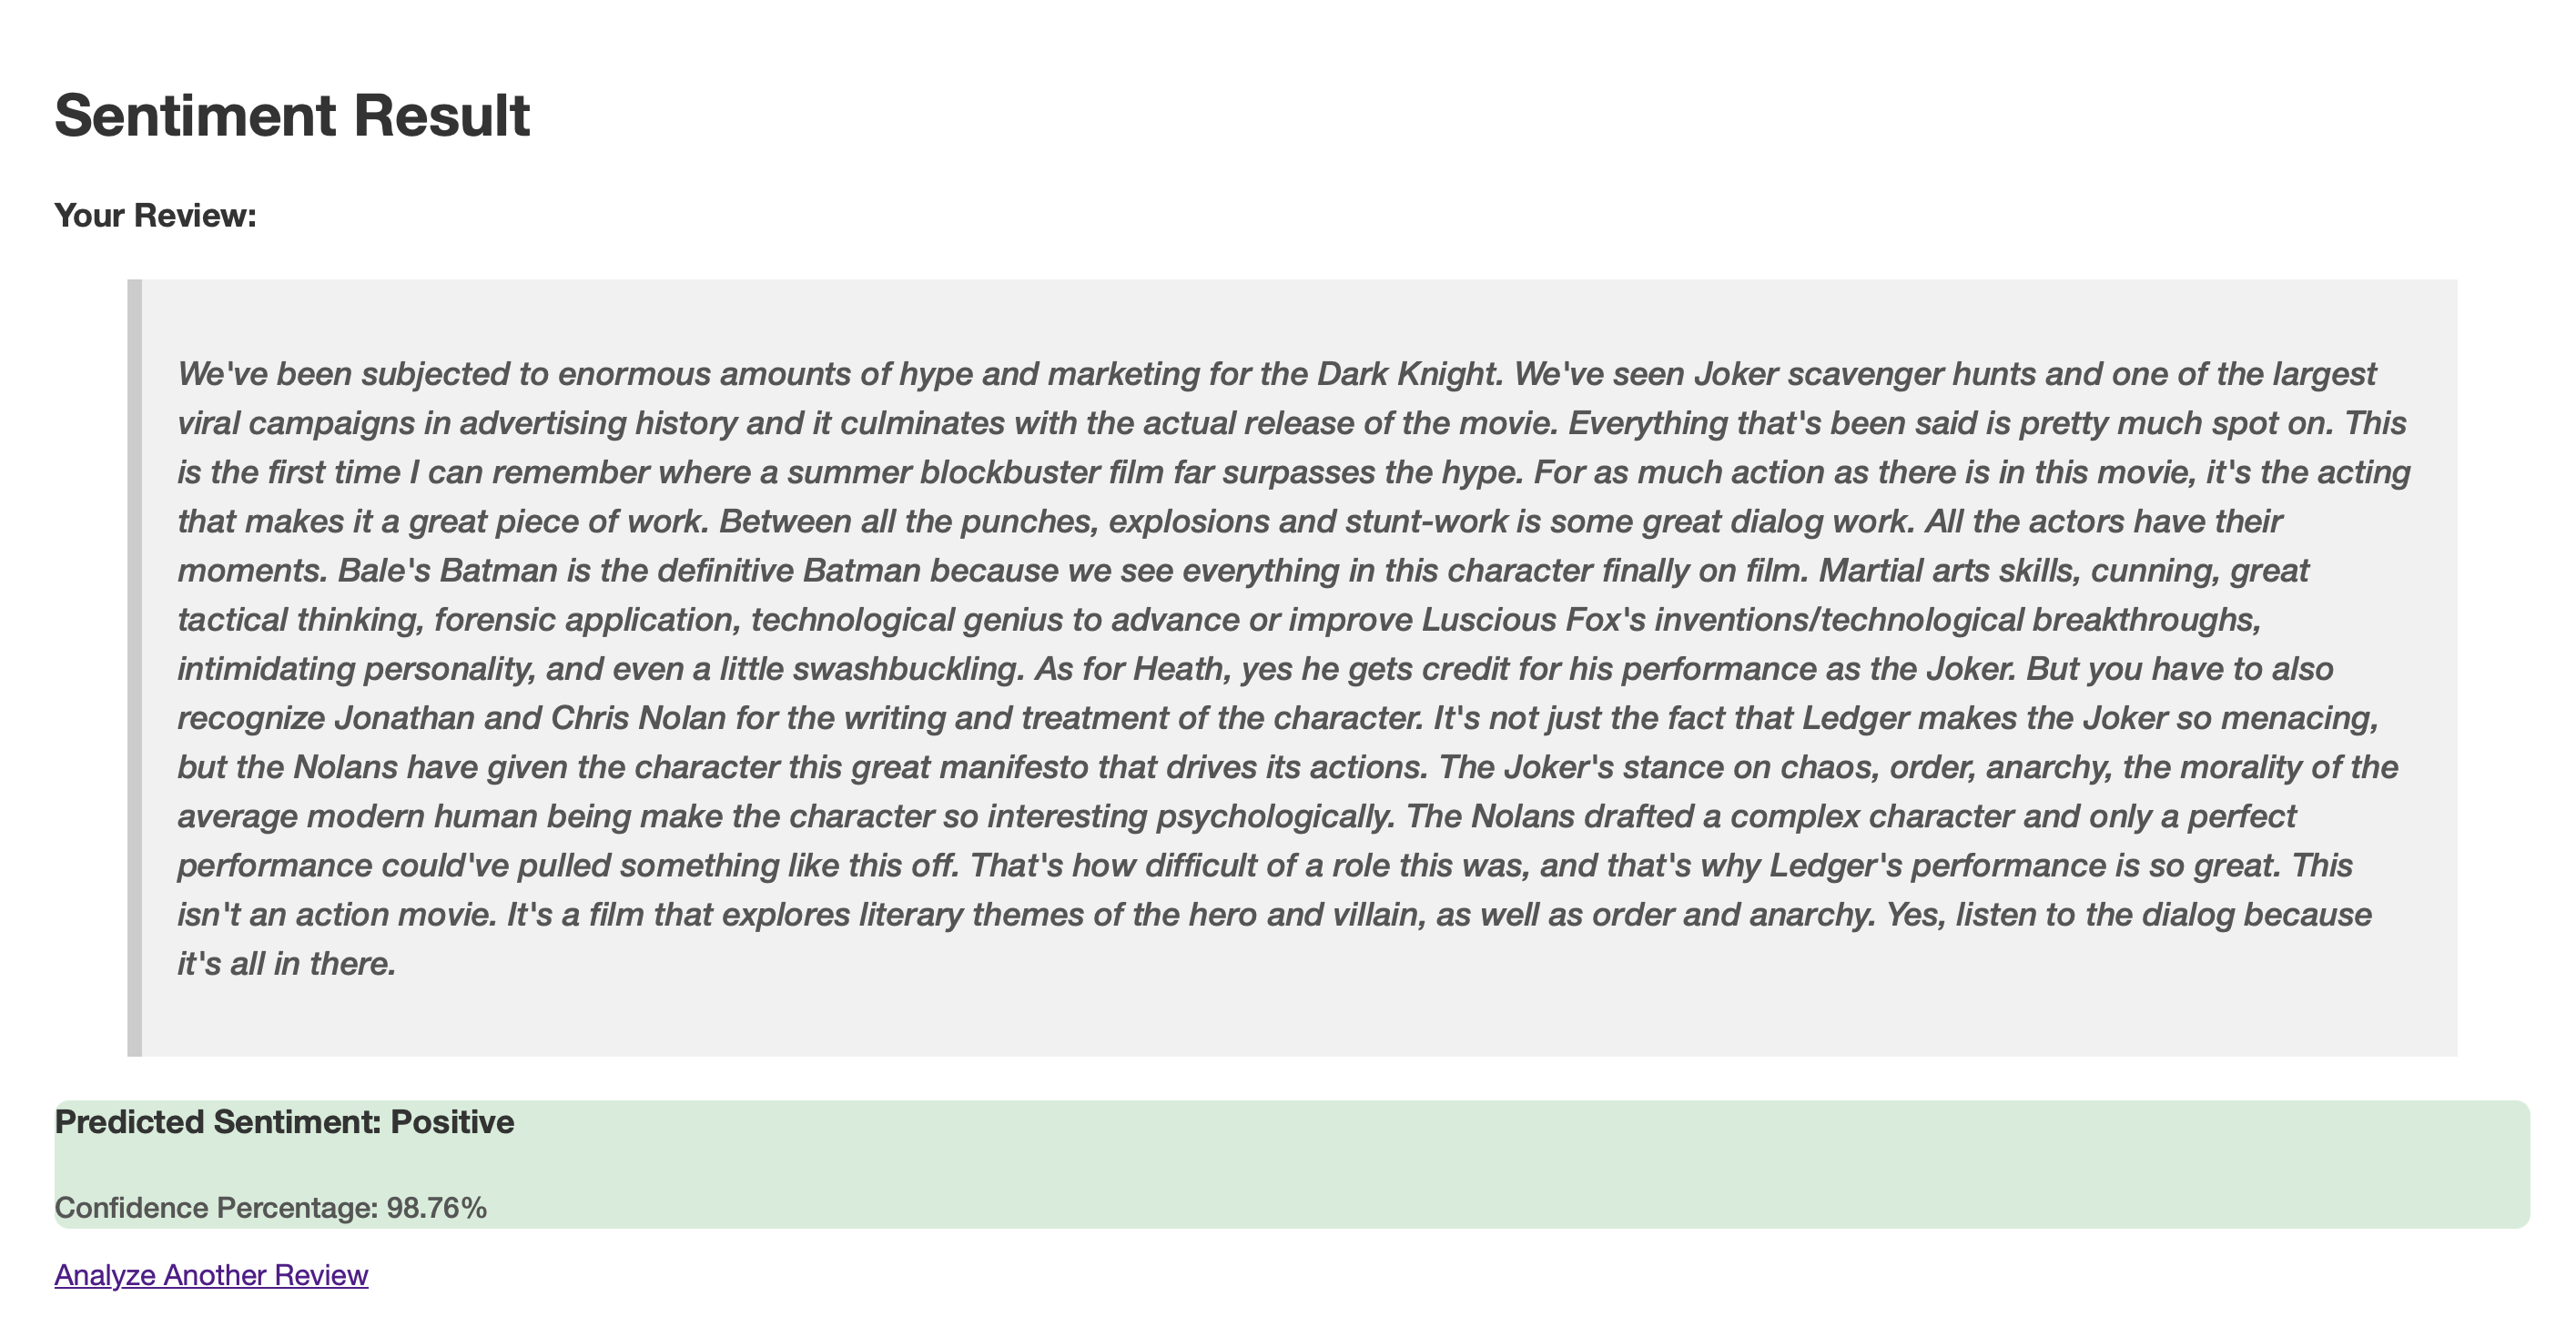 Sentiment Result
Your Review:
We've been subjected to enormous amounts of hype and marketing for the Dark Knight. We've seen Joker scavenger hunts and one of the largest
viral campaigns in advertising history and it culminates with the actual release of the movie. Everything that's been said is pretty much spot on. This
is the first time I can remember where a summer blockbuster film far surpasses the hype. For as much action as there is in this movie, it's the acting
that makes it a great piece of work. Between all the punches, explosions and stunt-work is some great dialog work. All the actors have their
moments. Bale's Batman is the definitive Batman because we see everything in this character finally on film. Martial arts skills, cunning, great
tactical thinking, forensic application, technological genius to advance or improve Luscious Fox's inventions/technological breakthroughs,
intimidating personality, and even a little swashbuckling. As for Heath, yes he gets credit for his performance as the Joker. But you have to also
recognize Jonathan and Chris Nolan for the writing and treatment of the character. It's not just the fact that Ledger makes the Joker so menacing,
but the Nolans have given the character this great manifesto that drives its actions. The Joker's stance on chaos, order, anarchy, the morality of the
average modern human being make the character so interesting psychologically. The Nolans drafted a complex character and only a perfect
performance could've pulled something like this off. That's how difficult of a role this was, and that's why Ledger's performance is so great. This
isn't an action movie. It's a film that explores literary themes of the hero and villain, as well as order and anarchy. Yes, listen to the dialog because
it's all in there.
Predicted Sentiment: Positive
Confidence Percentage: 98.76%
Analyze Another Review